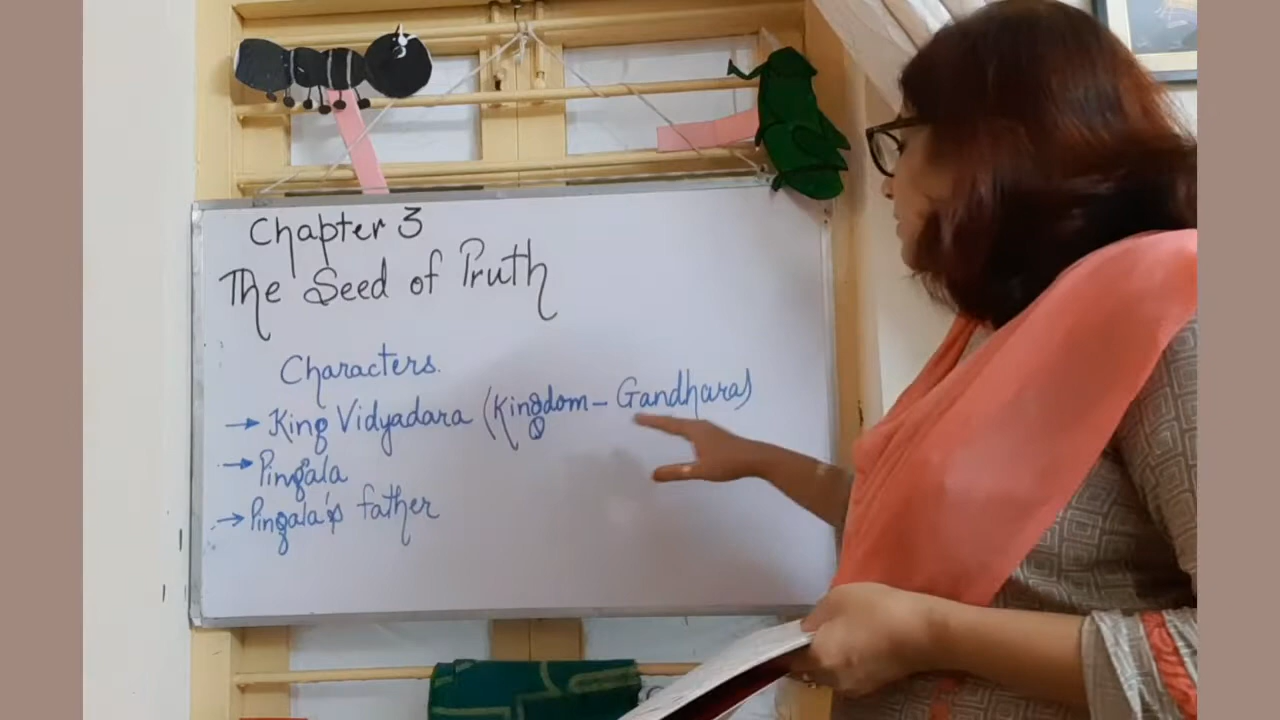 Chapter 3
The Seed of Truth
Characters.
→ King Vidyadara (Kingdom - Gandhara)
→ Pingala
→ Pingala's father